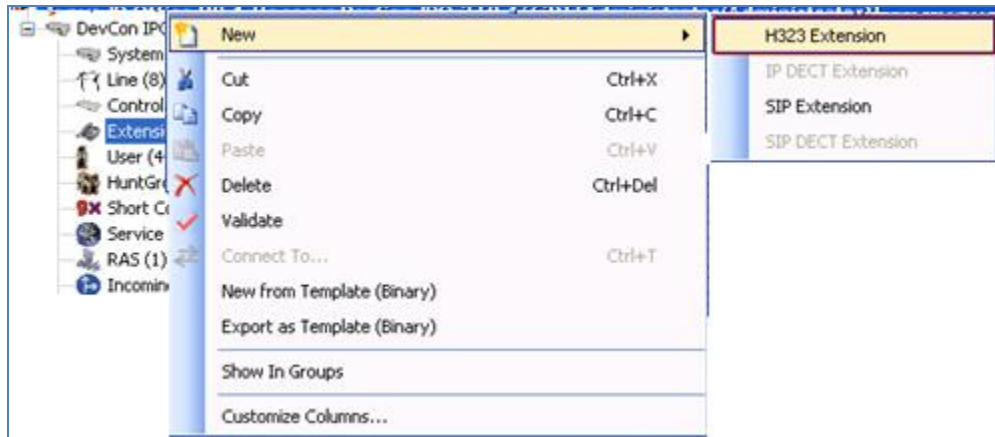 DevCon IPO
System
Line (8)
Control
Extensi
User (4
HuntGr
Short C
Service
RAS (1)
Incomin
New
Cut Ctrl+X
Copy Ctrl+C
Paste Ctrl+V
Delete Ctrl+Del
Validate
Connect To... Ctrl+T
New from Template (Binary)
Export as Template (Binary)
Show In Groups
Customize Columns...
H323 Extension
IP DECT Extension
SIP Extension
SIP DECT Extension